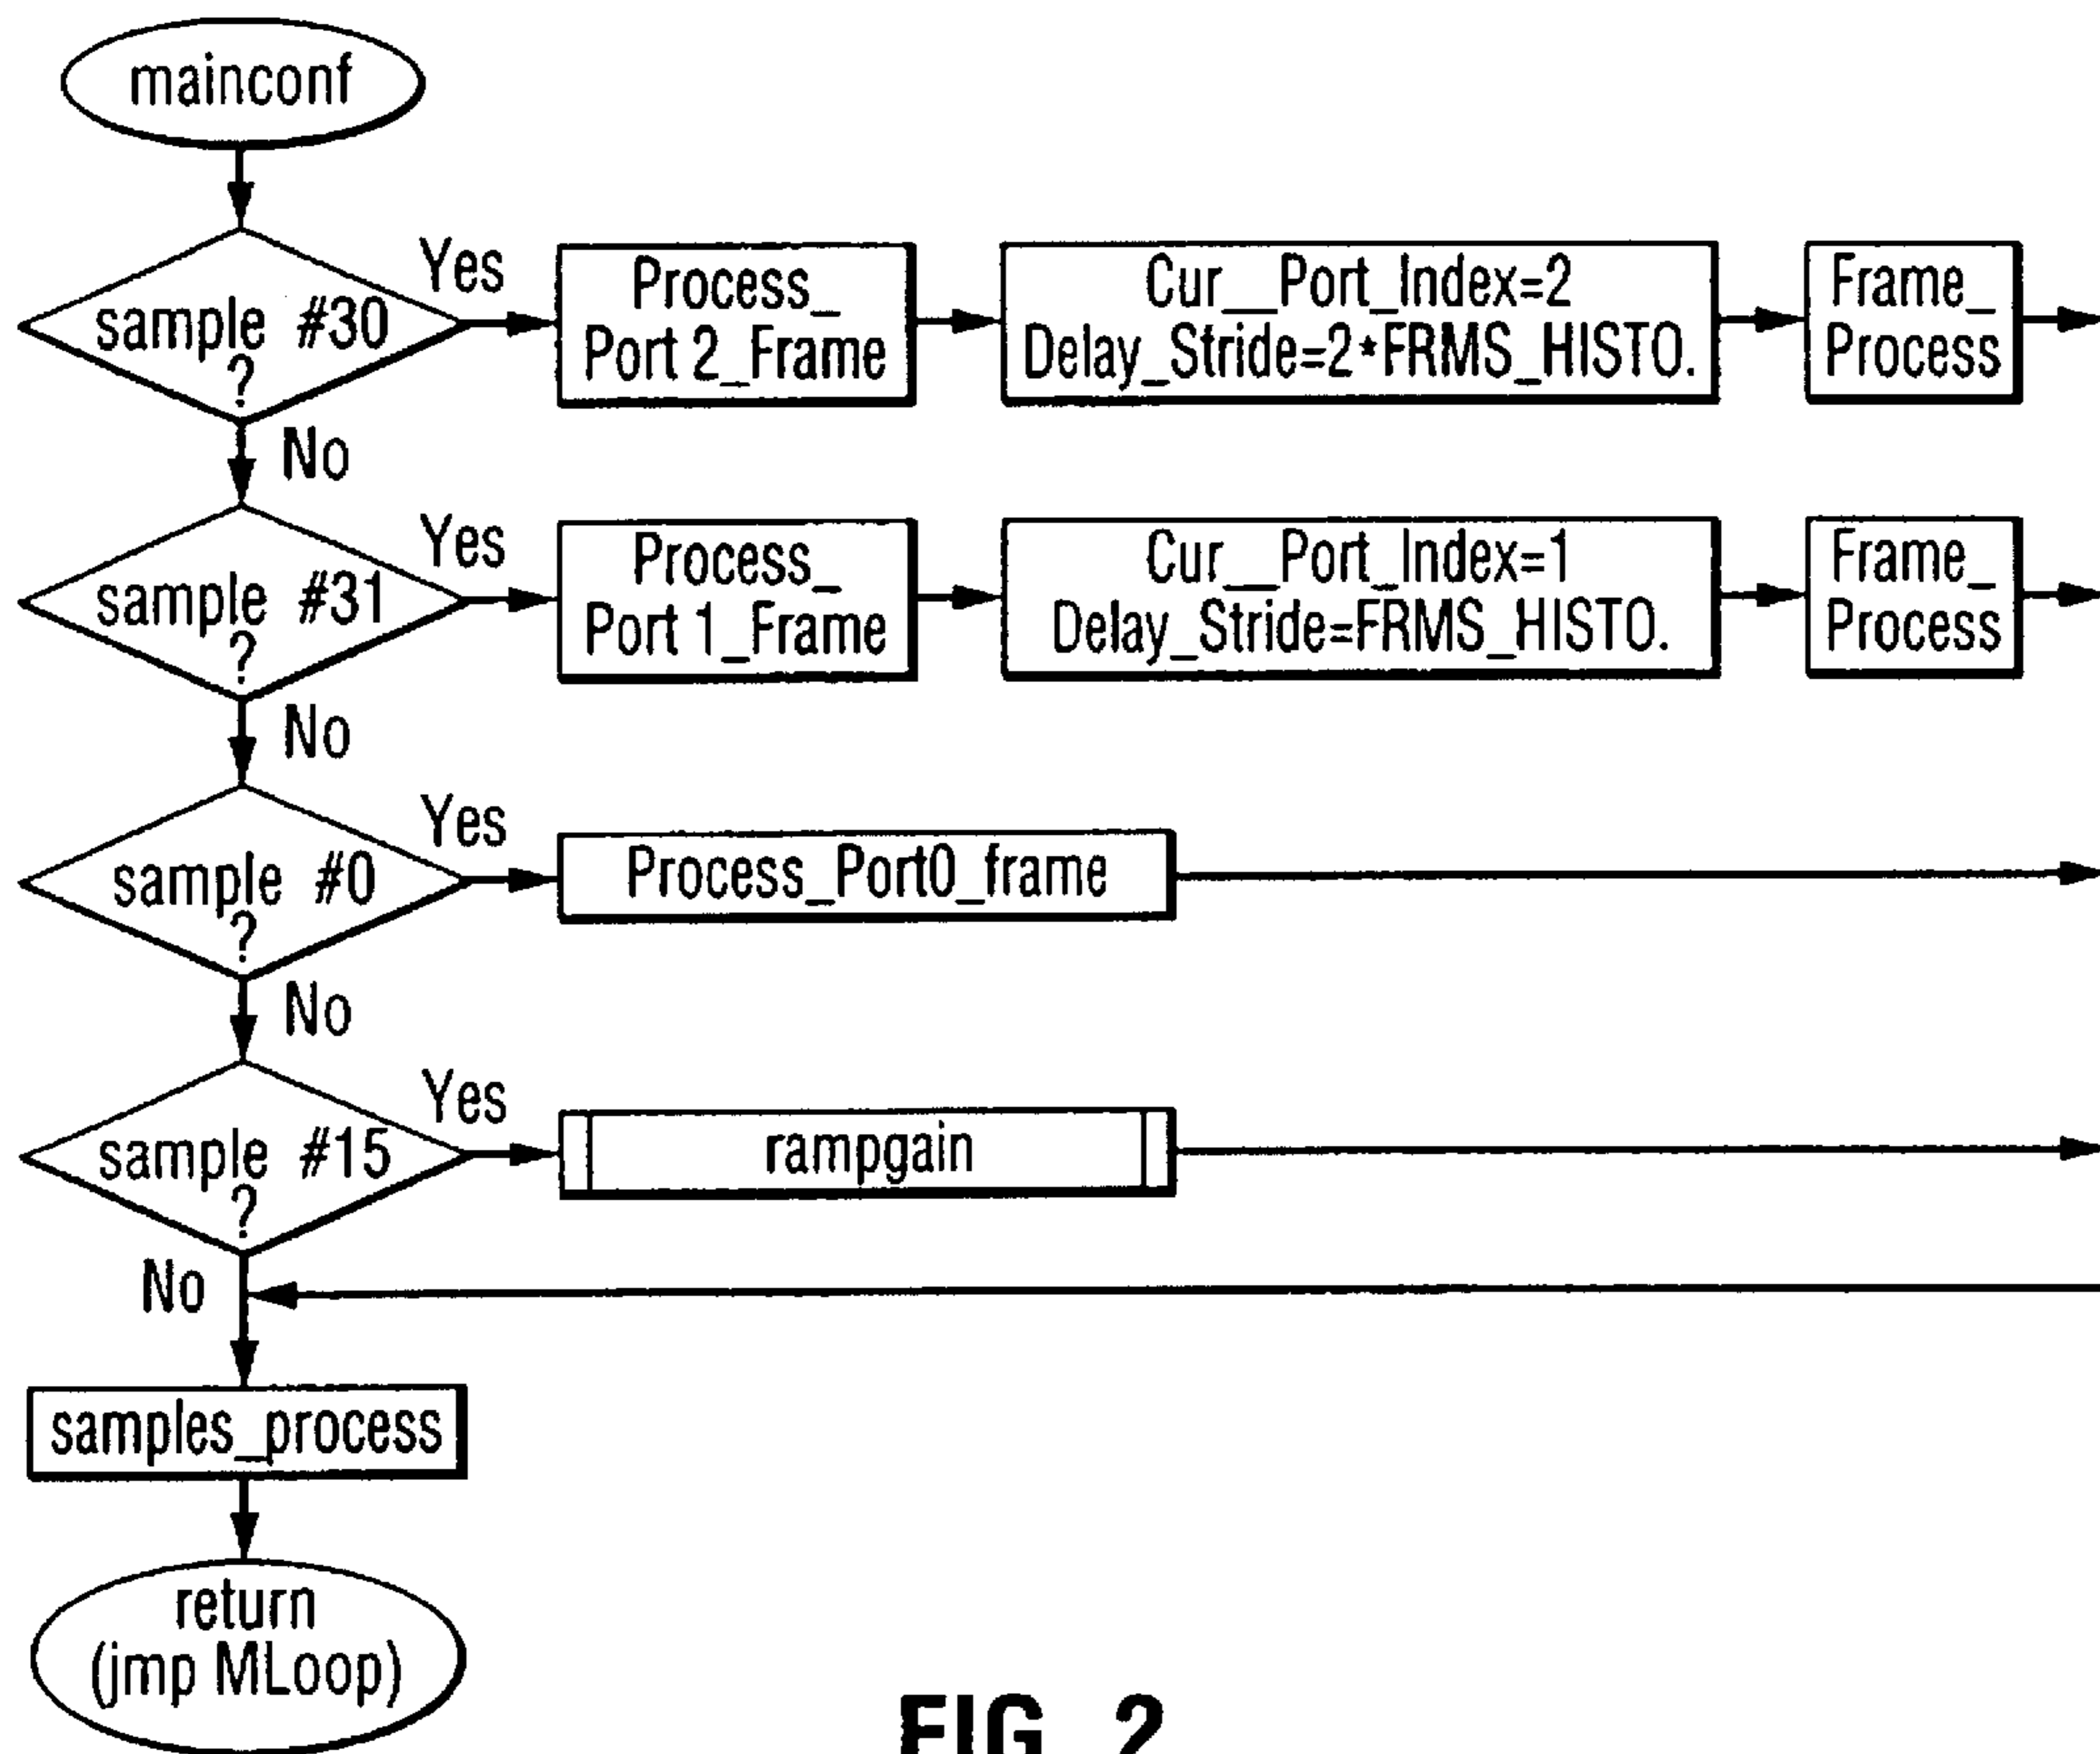 mainconf
sample #30
?
Yes
Process_
Port 2_Frame
Cur__Port_Index=2
Delay_Stride=2*FRMS_HISTO.
Frame_
Process
No
sample #31
?
Yes
Process_
Port 1_Frame
Cur__Port_Index=1
Delay_Stride=FRMS_HISTO.
Frame_
Process
No
sample #0
?
Yes
Process_Port0_frame
No
sample #15
?
Yes
rampgain
No
samples_process
return
(jmp MLoop)
FIG. 2